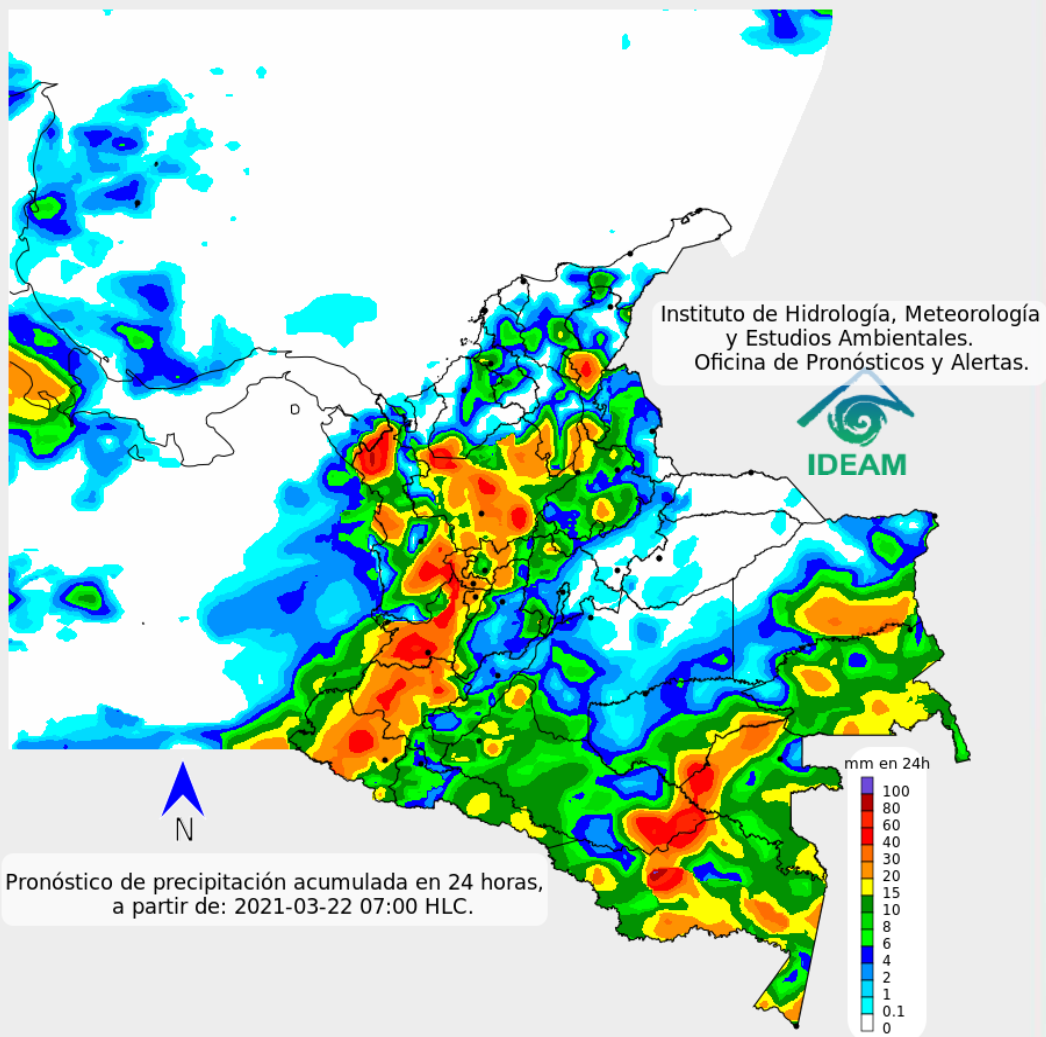 Instituto de Hidrología, Meteorología
y Estudios Ambientales.
Oficina de Pronósticos y Alertas.
IDEAM
mm en 24h
100
80
60
40
30
20
15
10
8
6
4
2
1
0.1
0
N
Pronóstico de precipitación acumulada en 24 horas,
a partir de: 2021-03-22 07:00 HLC.